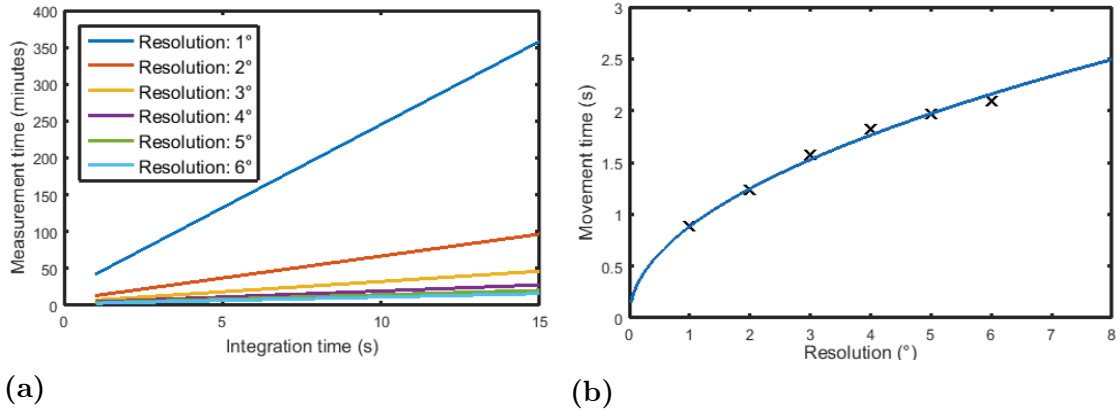 400
350
300
250
200
150
100
50
0
Measurement time (minutes)
Resolution: 1°
Resolution: 2°
Resolution: 3°
Resolution: 4°
Resolution: 5°
Resolution: 6°
0 5 10 15
Integration time (s)
(a)
3
2.5
2
1.5
1
0.5
0
Movement time (s)
0 1 2 3 4 5 6 7 8
Resolution (°)
(b)